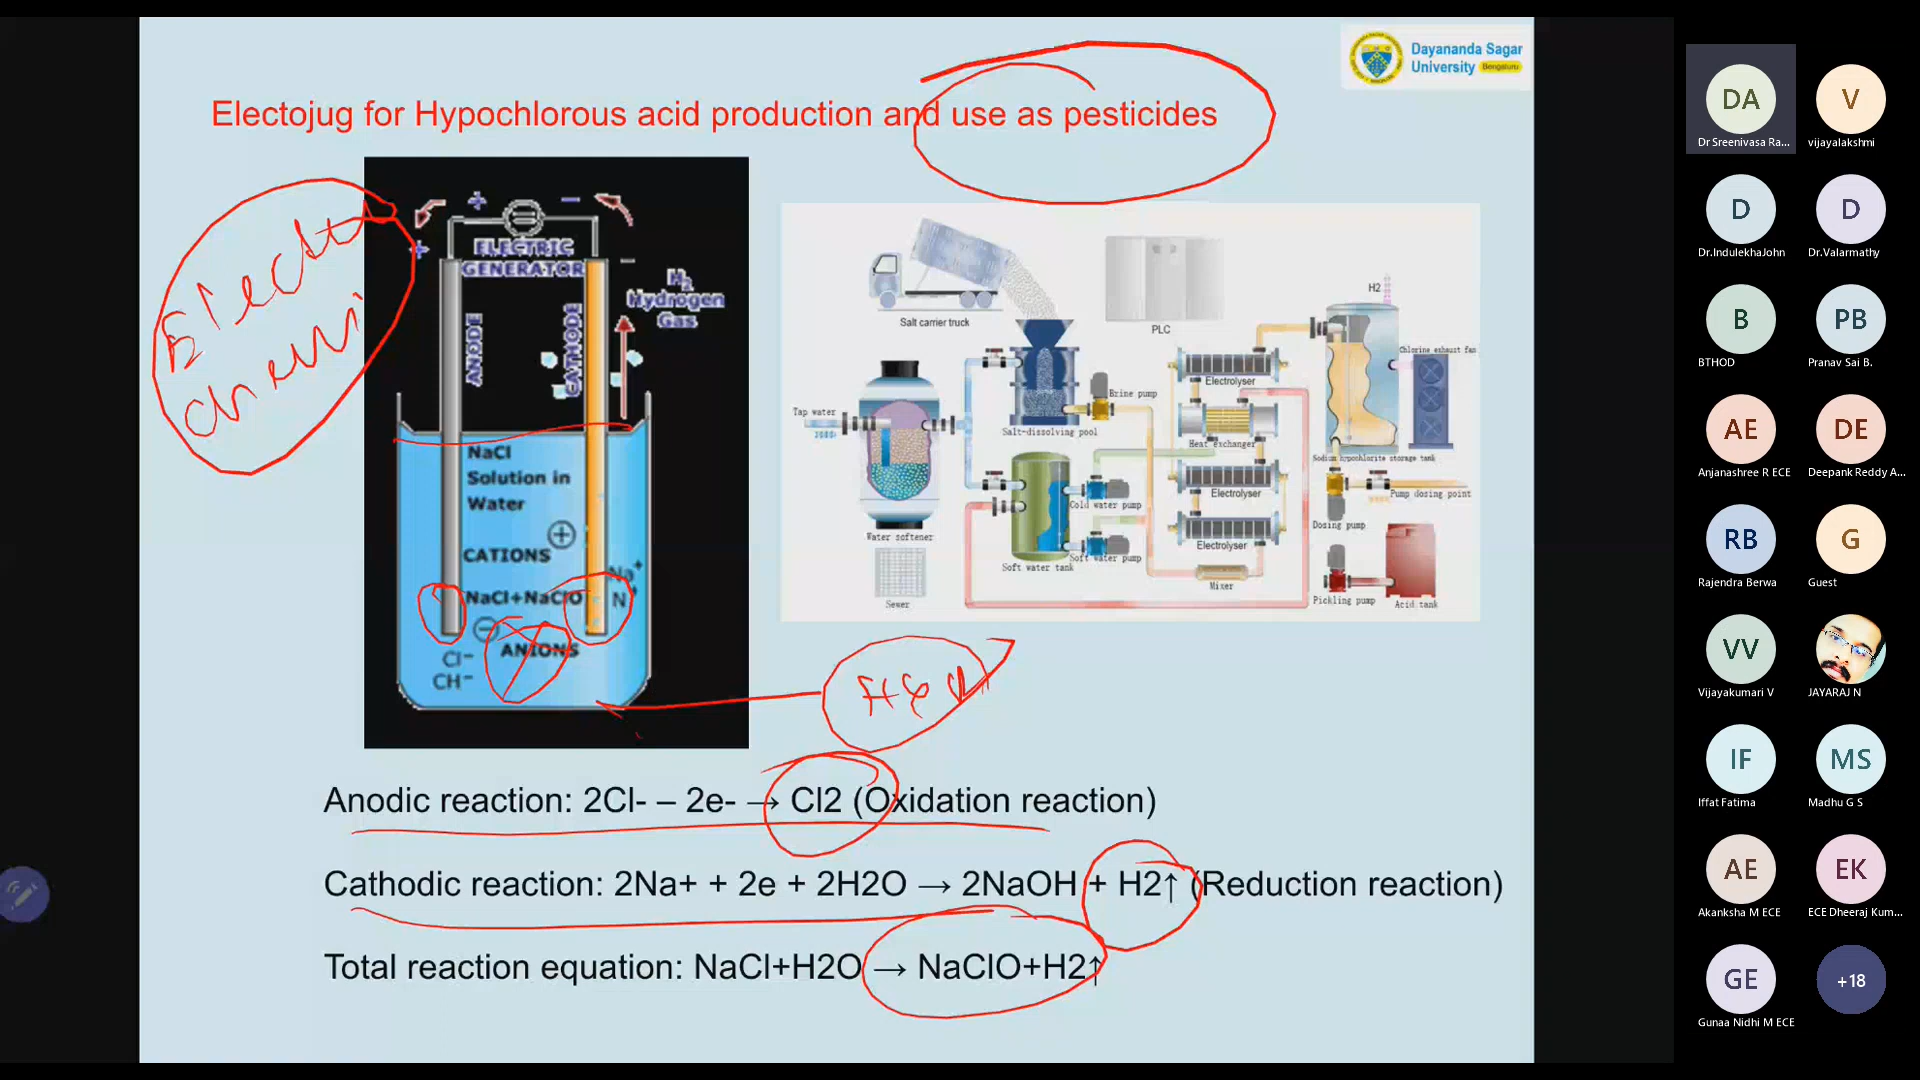 Dayananda Sagar
University Bengaluru
Electojug for Hypochlorous acid production and use as pesticides
Electro
chemi
+ −
+ −
ELECTRIC
GENERATOR
H2
Hydrogen
Gas
ANODE
CATHODE
NaCl
Solution in
Water
CATIONS
+
Na+
NaCl+NaClO
N
−
ANIONS
Cl−
CH−
Salt carrier truck
PLC
H2
Chlorine exhaust fan
Electrolyser
Brine pump
Tap water
Salt-dissolving pool
Heat exchanger
Sodium hypochlorite storage tank
Electrolyser
Pump dosing point
Cold water pump
Dosing pump
Water softener
Electrolyser
Soft water pump
Soft water tank
Mixer
Sewer
Pickling pump
Acid tank
Anodic reaction: 2Cl- – 2e- → Cl2 (Oxidation reaction)
Cathodic reaction: 2Na+ + 2e + 2H2O → 2NaOH + H2↑ (Reduction reaction)
Total reaction equation: NaCl+H2O → NaClO+H2↑
DA
Dr Sreenivasa Ra...
V
vijayalakshmi
D
Dr.IndulekhaJohn
D
Dr.Valarmathy
B
BTHOD
PB
Pranav Sai B.
AE
Anjanashree R ECE
DE
Deepank Reddy A...
RB
Rajendra Berwa
G
Guest
VV
Vijayakumari V
JAYARAJ N
IF
Iffat Fatima
MS
Madhu G S
AE
Akanksha M ECE
EK
ECE Dheeraj Kum...
GE
Gunaa Nidhi M ECE
+18